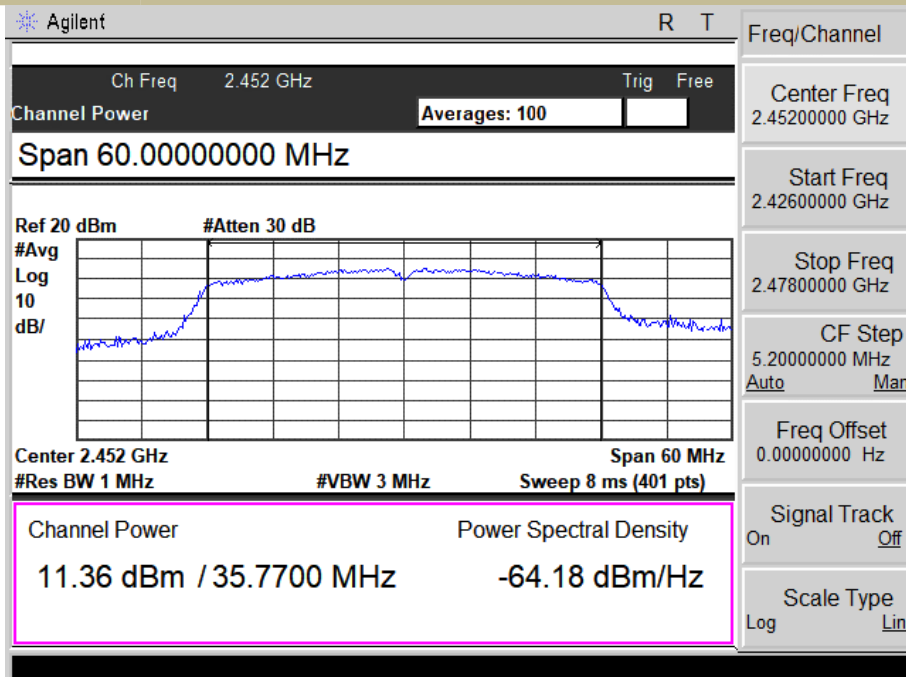 Agilent R T
Ch Freq 2.452 GHz Trig Free
Channel Power Averages: 100
Span 60.00000000 MHz
Ref 20 dBm #Atten 30 dB
#Avg
Log
10
dB/
Center 2.452 GHz Span 60 MHz
#Res BW 1 MHz #VBW 3 MHz Sweep 8 ms (401 pts)
Channel Power Power Spectral Density
11.36 dBm / 35.7700 MHz -64.18 dBm/Hz
Freq/Channel
Center Freq
2.45200000 GHz
Start Freq
2.42600000 GHz
Stop Freq
2.47800000 GHz
CF Step
5.20000000 MHz
Auto Man
Freq Offset
0.00000000 Hz
Signal Track
On Off
Scale Type
Log Lin